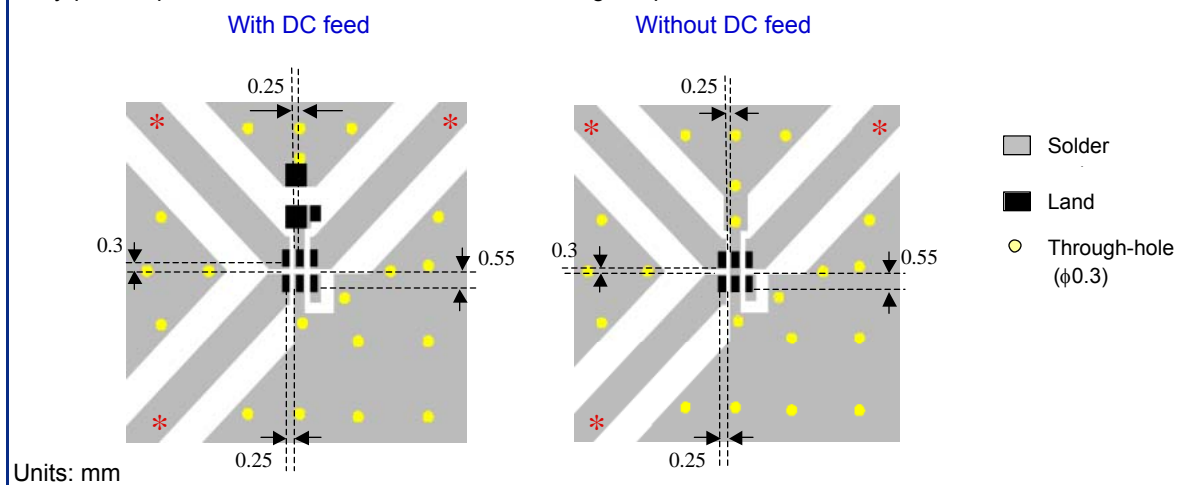 With DC feed
Without DC feed
0.25
0.25
*
*
*
*
Solder
Land
0.3
0.55
0.3
0.55
Through-hole
(ϕ0.3)
*
*
0.25
0.25
Units: mm